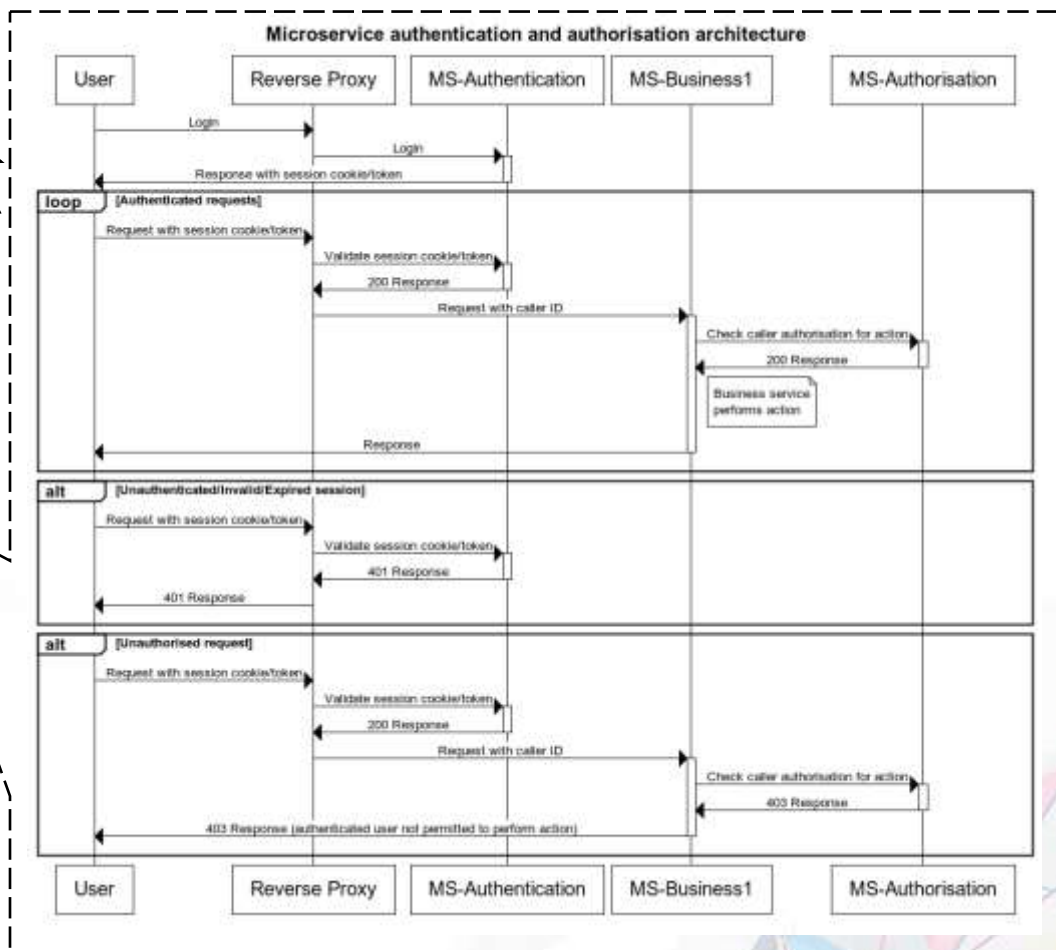 Microservice authentication and authorisation architecture
User
Reverse Proxy
MS-Authentication
MS-Business1
MS-Authorisation
Login
Login
Response with session cookie/token
loop
[Authenticated requests]
Request with session cookie/token
Validate session cookie/token
200 Response
Request with caller ID
Check caller authorisation for action
200 Response
Business service
performs action
Response
alt
[Unauthenticated/Invalid/Expired session]
Request with session cookie/token
Validate session cookie/token
401 Response
401 Response
alt
[Unauthorised request]
Request with session cookie/token
Validate session cookie/token
200 Response
Request with caller ID
Check caller authorisation for action
403 Response
403 Response (authenticated user not permitted to perform action)
User
Reverse Proxy
MS-Authentication
MS-Business1
MS-Authorisation